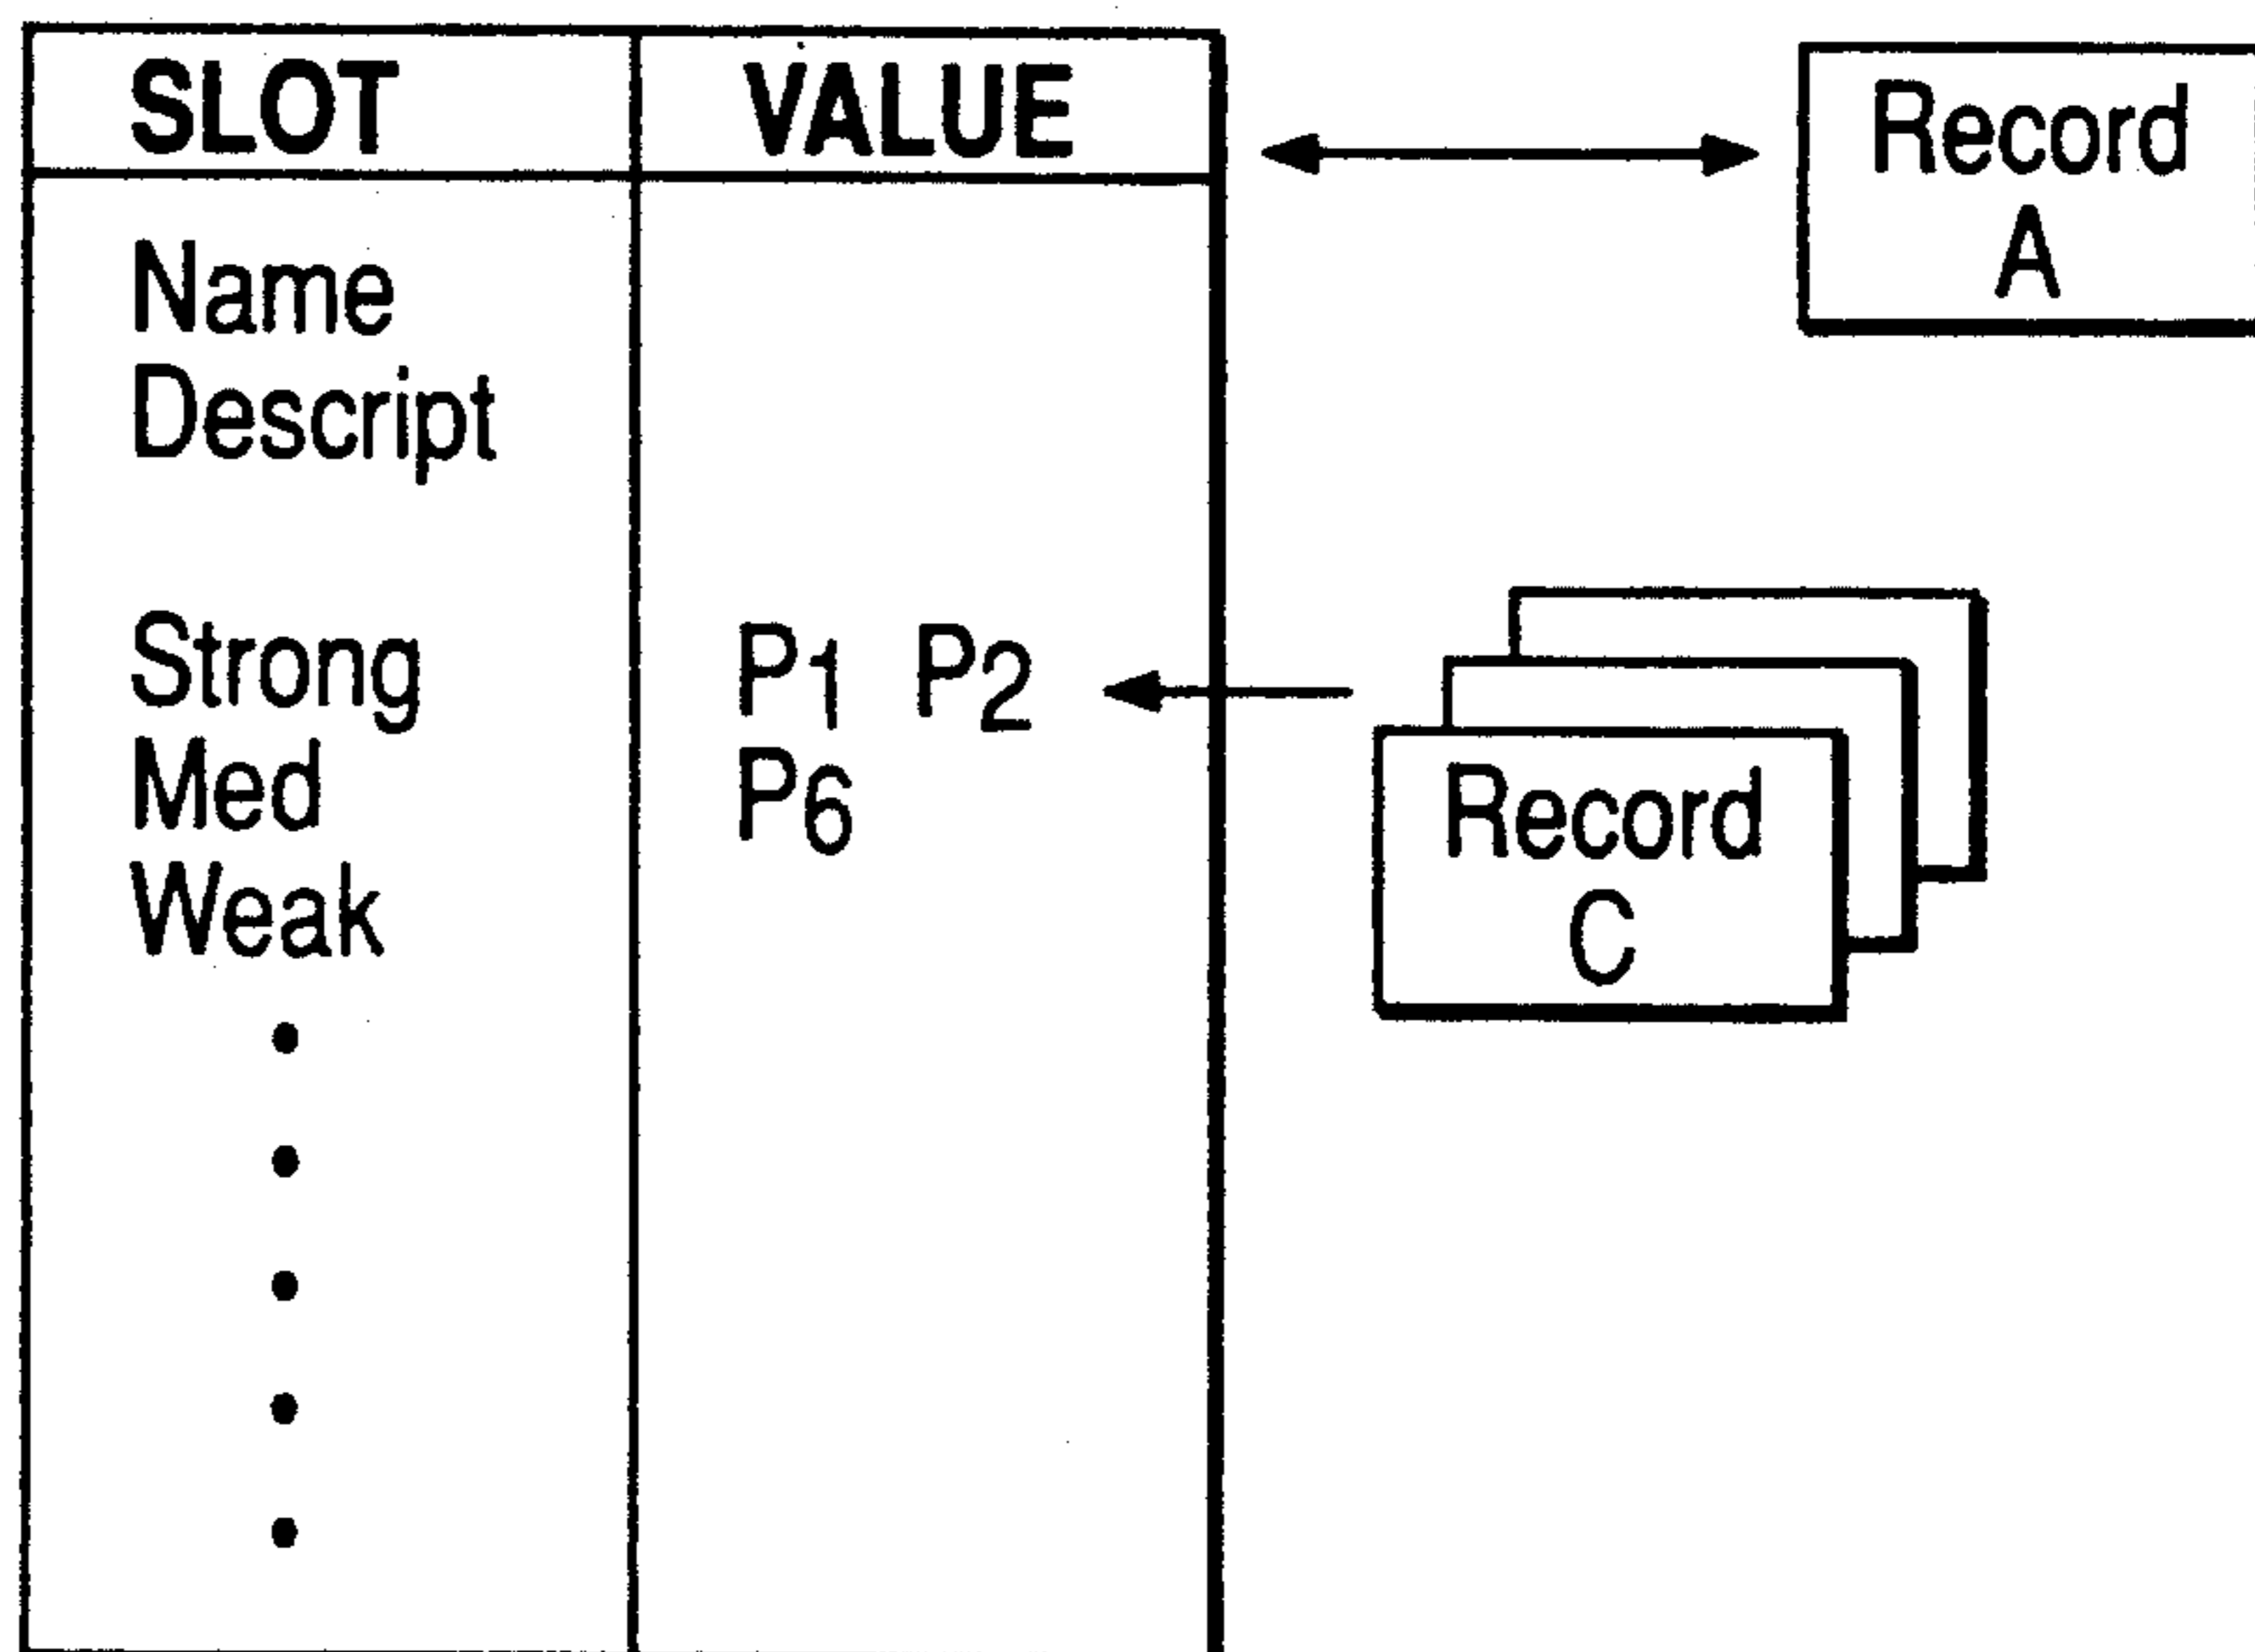 SLOT VALUE
Name
Descript
Strong P1 P2
Med P6
Weak
Record
A
Record
C